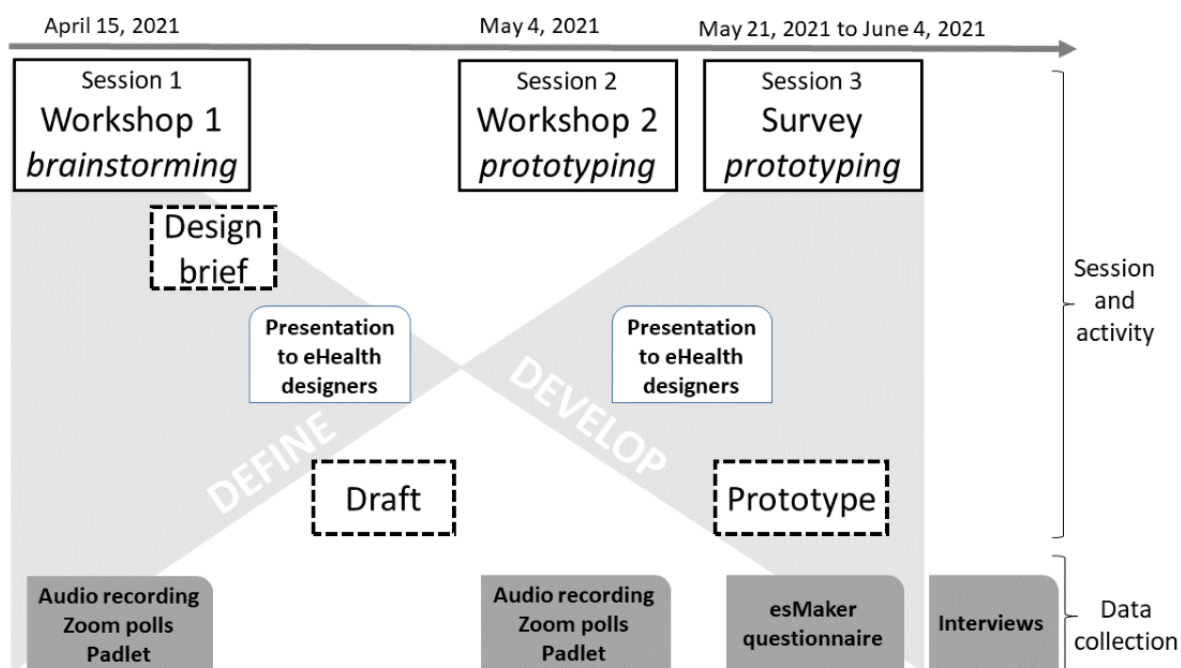 April 15, 2021
May 4, 2021
May 21, 2021 to June 4, 2021
Session 1
Workshop 1
brainstorming
Session 2
Workshop 2
prototyping
Session 3
Survey
prototyping
Design
brief
Presentation
to eHealth
designers
Presentation
to eHealth
designers
DEFINE
DEVELOP
Draft
Prototype
Session
and
activity
Audio recording
Zoom polls
Padlet
Audio recording
Zoom polls
Padlet
esMaker
questionnaire
Interviews
Data
collection